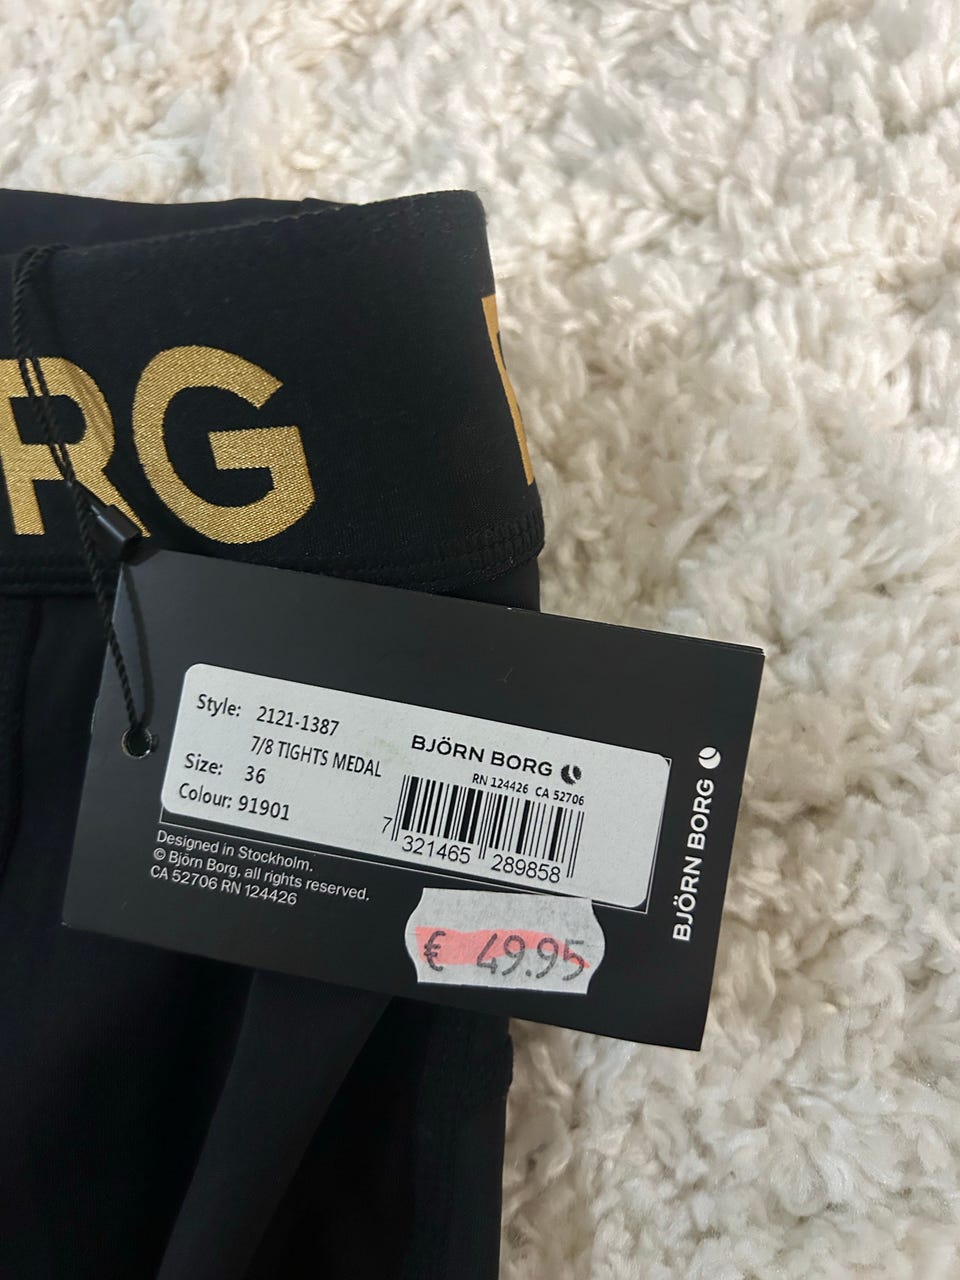 RG
Style: 2121-1387
7/8 TIGHTS MEDAL
Size: 36
Colour: 91901
BJÖRN BORG
RN 124426 CA 52706
7 321465 289858
Designed in Stockholm.
© Björn Borg, all rights reserved.
CA 52706 RN 124426
BJÖRN BORG
€ 49.95